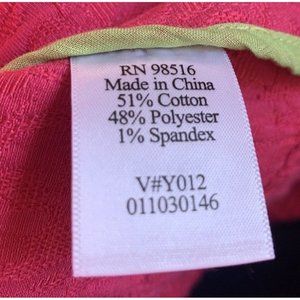 RN 98516
Made in China
51% Cotton
48% Polyester
1% Spandex
V#Y012
011030146